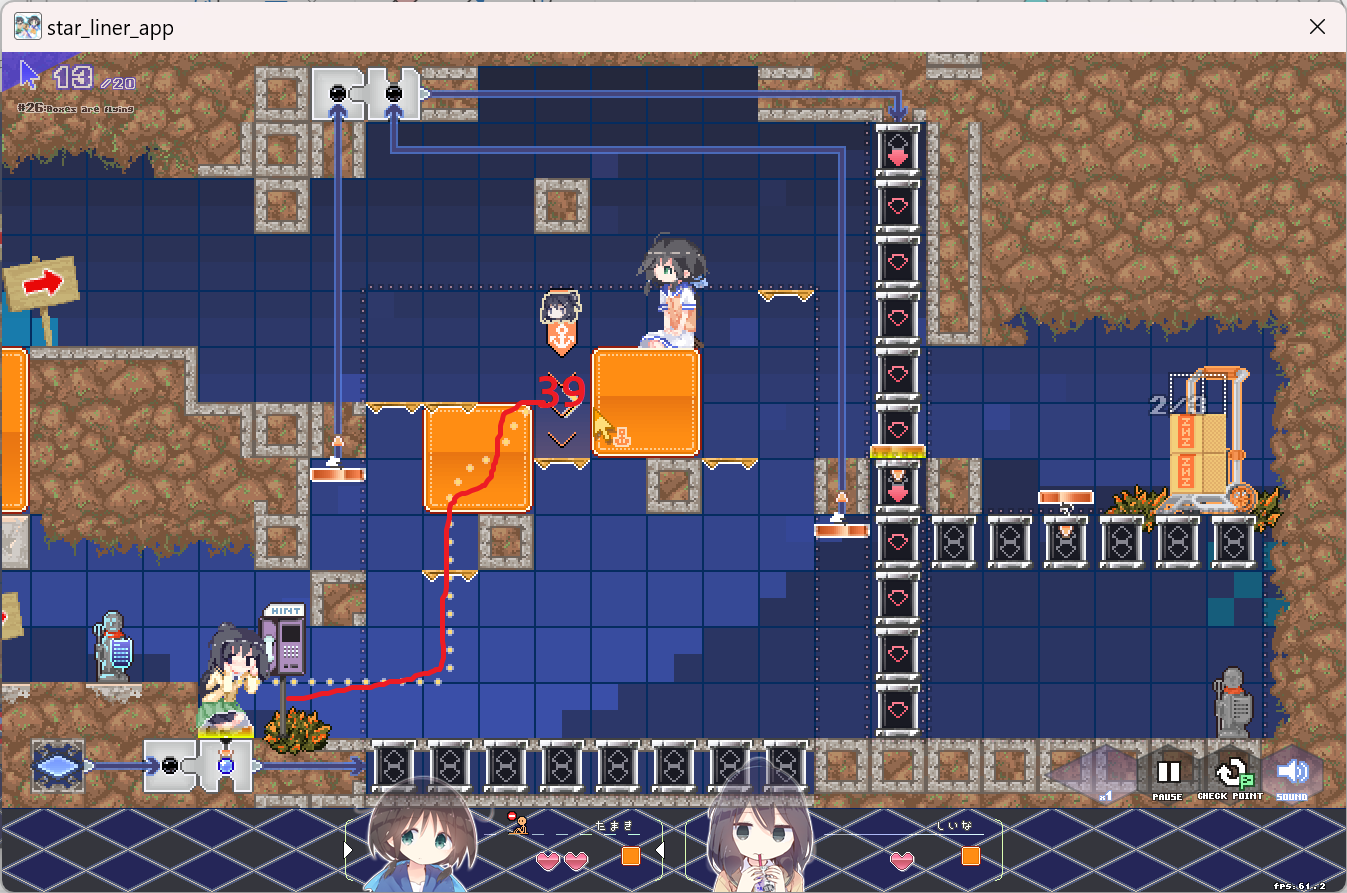 star_liner_app
13 /20
#26:Boxes are flying
39
2/3
HINT
x1
PAUSE
CHECK POINT
SOUND
たまき
しいな
fps:61.2